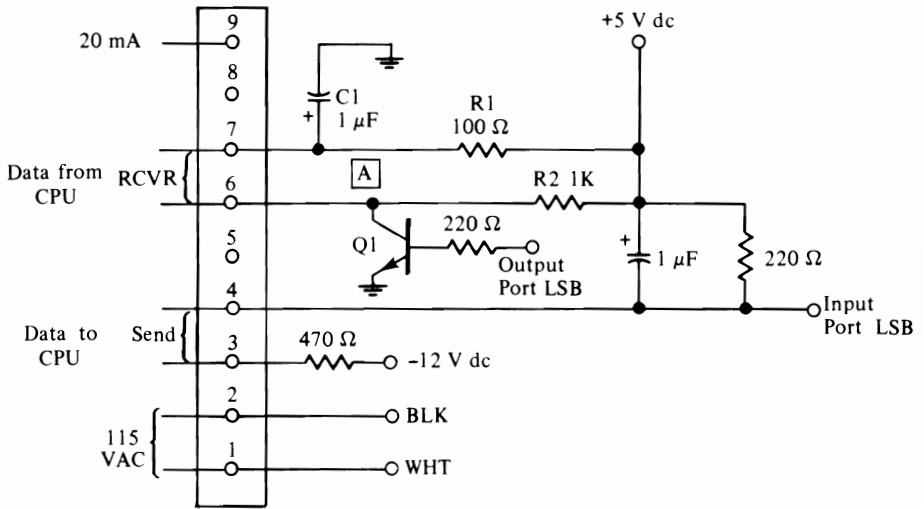 9
+5 V dc
20 mA
8
C1
+ 1 µF
R1
100 Ω
7
Data from
CPU
RCVR
6
A
R2 1K
Q1
220 Ω
Output
Port LSB
+
1 µF
220 Ω
5
4
Input
Port LSB
Data to
CPU
Send
3
470 Ω
-12 V dc
2
BLK
115
VAC
1
WHT